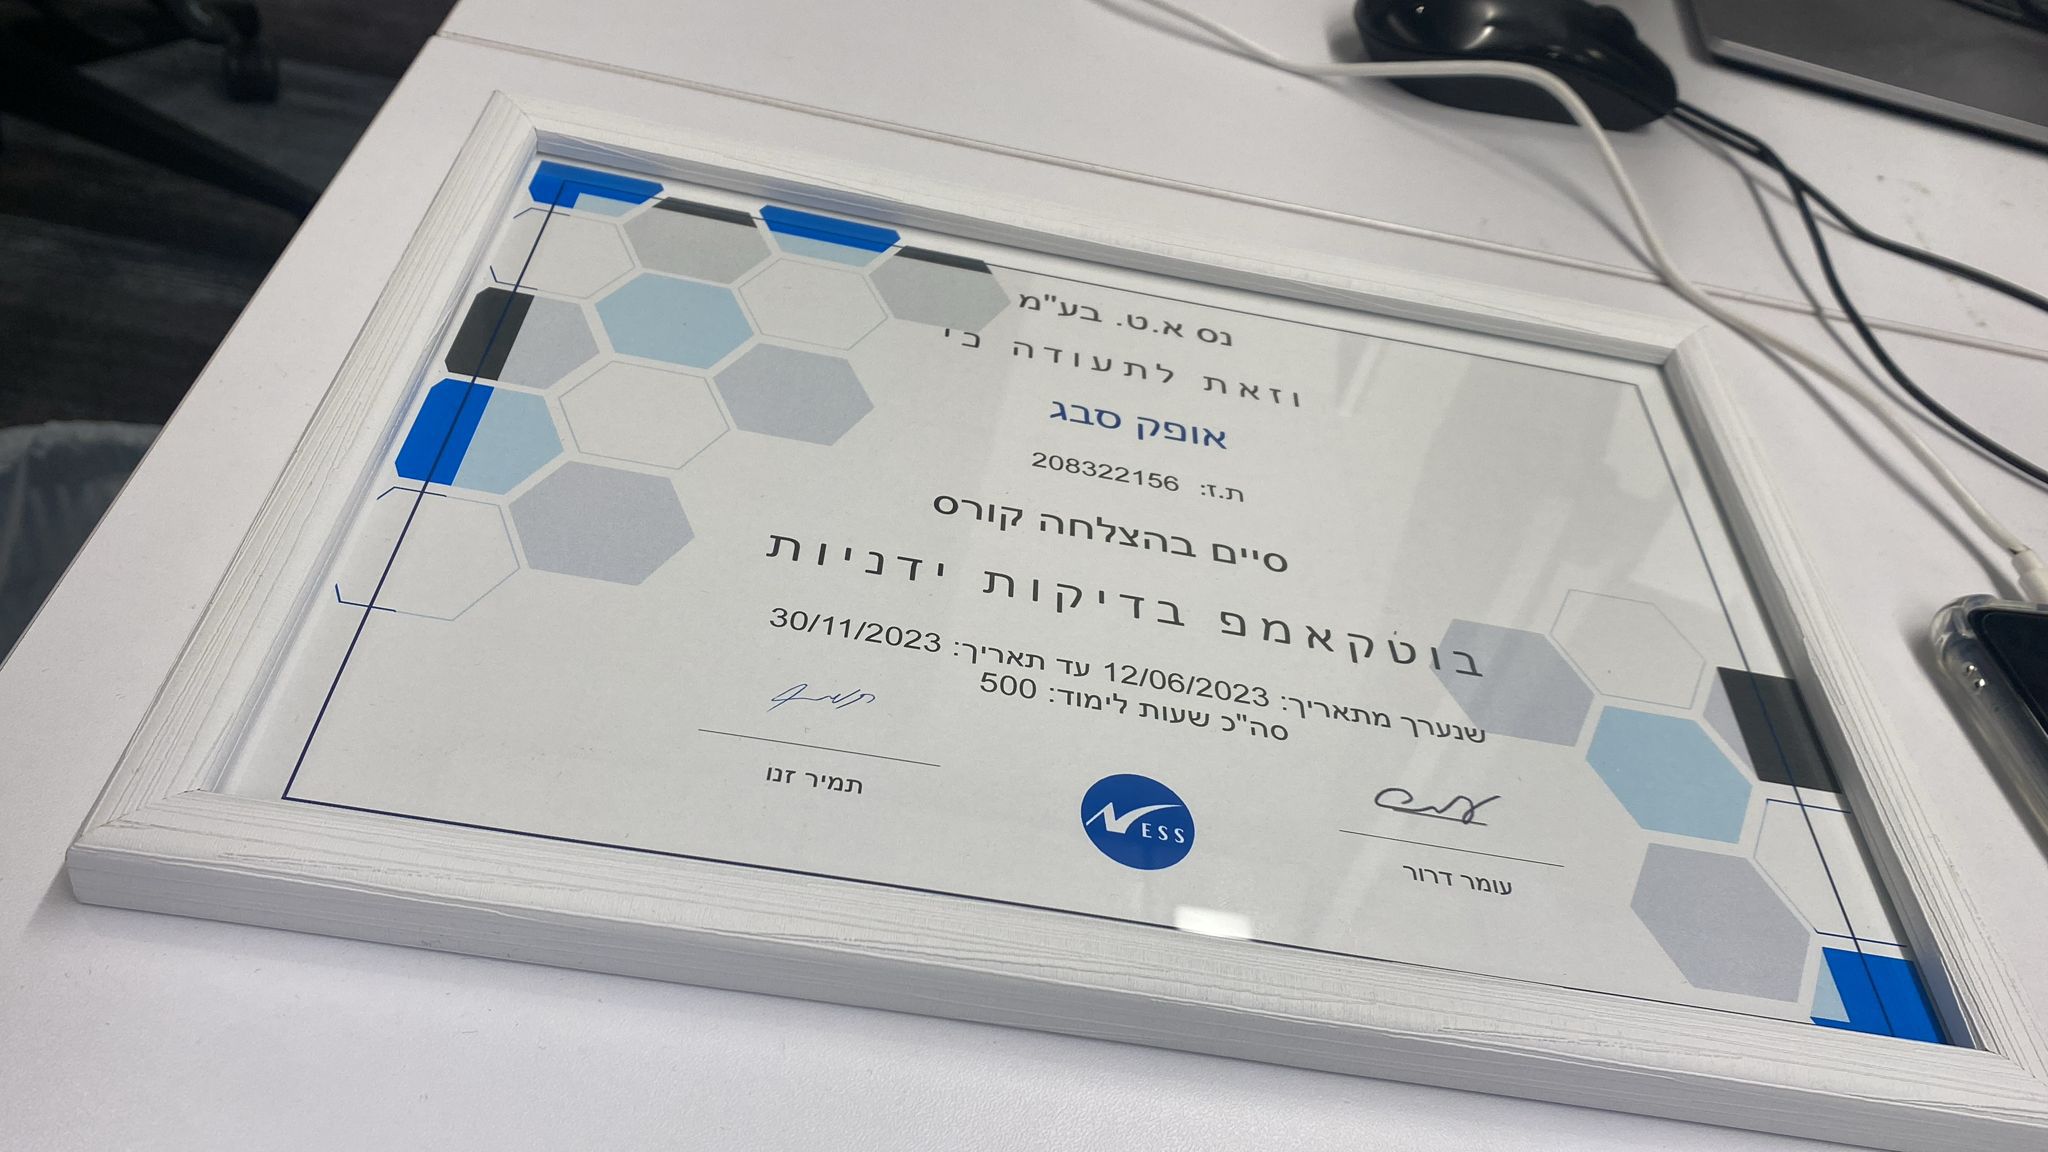 נס א.ט. בע"מ
וזאת לתעודה כי
אופק סבג
ת.ז: 208322156
סיים בהצלחה קורס
בוטקאמפ בדיקות ידניות
שנערך מתאריך: 12/06/2023 עד תאריך: 30/11/2023
סה"כ שעות לימוד: 500
עומר דרור
NESS
תמיר זנו